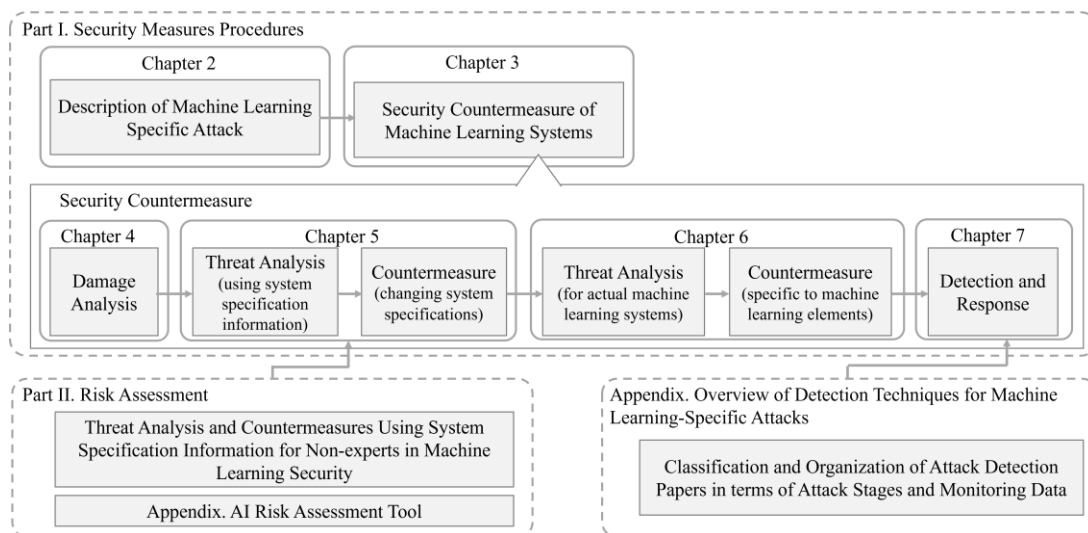 Part I. Security Measures Procedures
Chapter 2
Description of Machine Learning
Specific Attack
Chapter 3
Security Countermeasure of
Machine Learning Systems
Security Countermeasure
Chapter 4
Damage
Analysis
Chapter 5
Threat Analysis
(using system
specification
information)
Countermeasure
(changing system
specifications)
Chapter 6
Threat Analysis
(for actual machine
learning systems)
Countermeasure
(specific to machine
learning elements)
Chapter 7
Detection and
Response
Part II. Risk Assessment
Threat Analysis and Countermeasures Using System
Specification Information for Non-experts in Machine
Learning Security
Appendix. AI Risk Assessment Tool
Appendix. Overview of Detection Techniques for Machine
Learning-Specific Attacks
Classification and Organization of Attack Detection
Papers in terms of Attack Stages and Monitoring Data